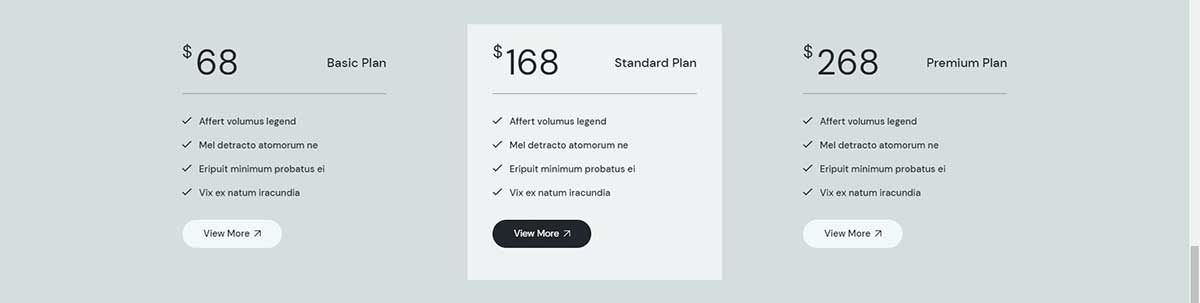 $68 Basic Plan
Affert volumus legend
Mel detracto atomorum ne
Eripuit minimum probatus ei
Vix ex natum iracundia
View More
$168 Standard Plan
Affert volumus legend
Mel detracto atomorum ne
Eripuit minimum probatus ei
Vix ex natum iracundia
View More
$268 Premium Plan
Affert volumus legend
Mel detracto atomorum ne
Eripuit minimum probatus ei
Vix ex natum iracundia
View More